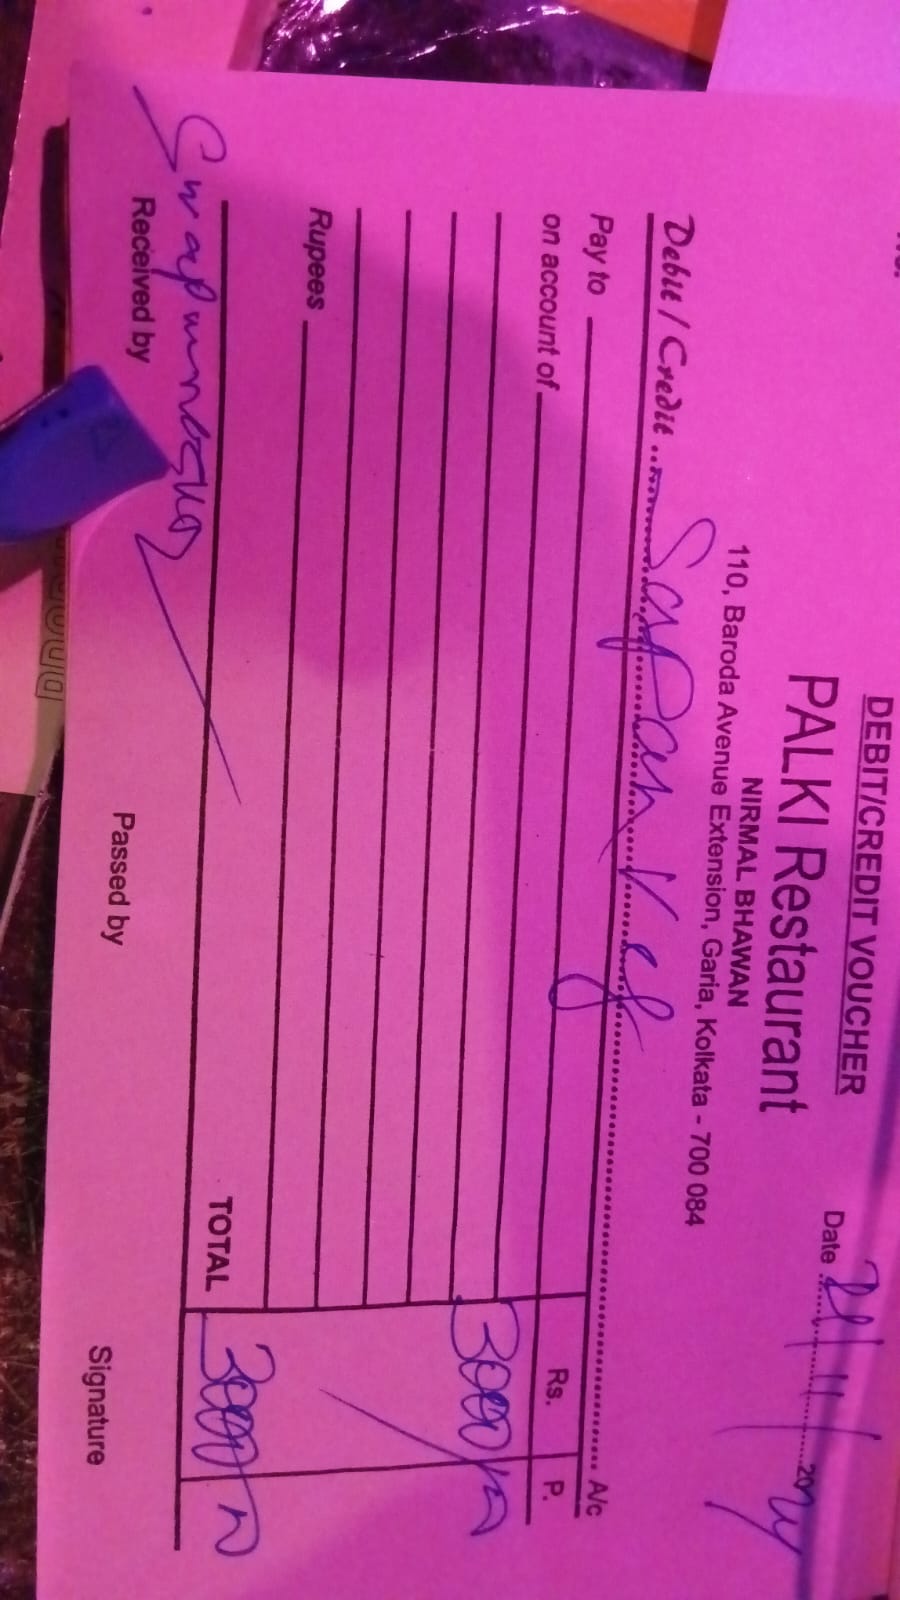 No.
DEBIT/CREDIT VOUCHER
PALKI Restaurant
NIRMAL BHAWAN
110, Baroda Avenue Extension, Garia, Kolkata - 700 084
Date 21/11/2024
Debit / Credit Swapan Veg A/c
Pay to
on account of
Rs. P.
3000/-
Rupees
TOTAL 3000/-
Received by Passed by Signature